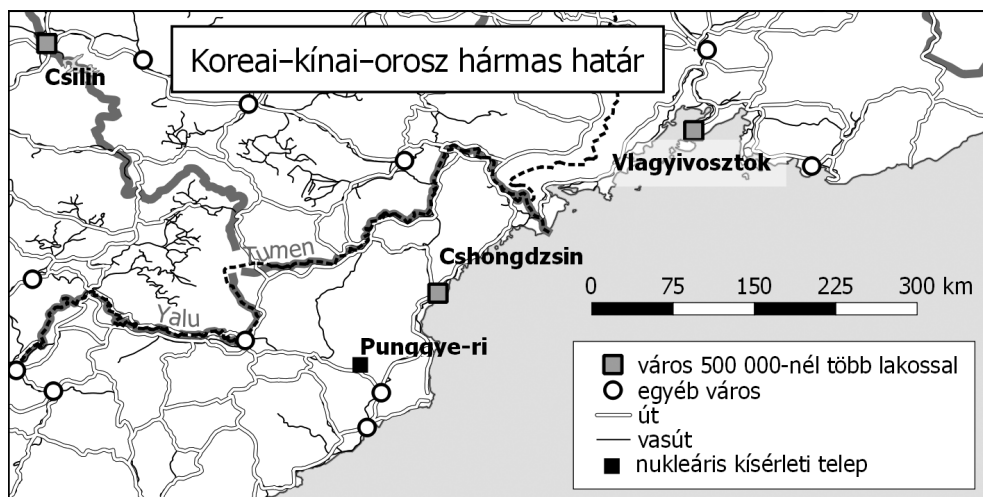 Koreai–kínai–orosz hármas határ
Csilin
Vlagyivosztok
Tumen
Cshongdzsin
Yalu
Punggye-ri
0 75 150 225 300 km
város 500 000-nél több lakossal
egyéb város
út
vasút
nukleáris kísérleti telep